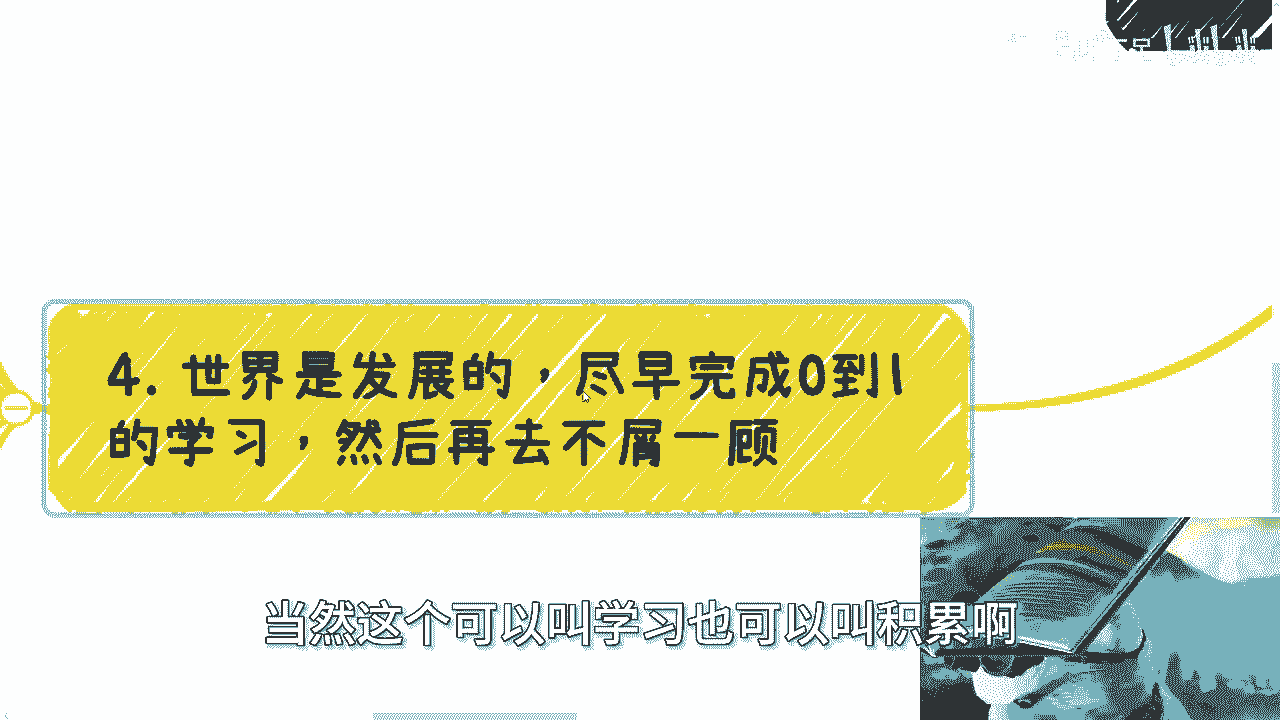 4. 世界是发展的，尽早完成0到1
的学习，然后再去不屑一顾
当然这个可以叫学习也可以叫积累啊